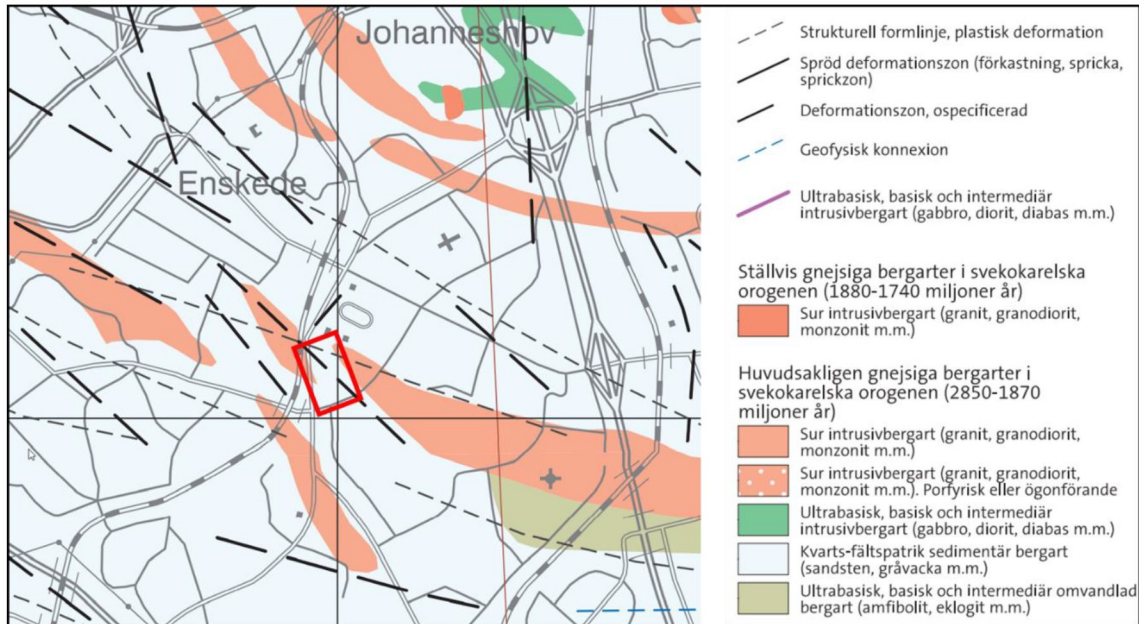 Johanneshov
Enskede
Strukturell formlinje, plastisk deformation
Spröd deformationszon (förkastning, spricka,
sprickzon)
Deformationszon, ospecificerad
Geofysisk konnexion
Ultrabasisk, basisk och intermediär
intrusivbergart (gabbro, diorit, diabas m.m.)
Ställvis gnejsiga bergarter i svekokarelska
orogenen (1880-1740 miljoner år)
Sur intrusivbergart (granit, granodiorit,
monzonit m.m.)
Huvudsakligen gnejsiga bergarter i
svekokarelska orogenen (2850-1870
miljoner år)
Sur intrusivbergart (granit, granodiorit,
monzonit m.m.)
Sur intrusivbergart (granit, granodiorit,
monzonit m.m.). Porfyrisk eller ögonförande
Ultrabasisk, basisk och intermediär
intrusivbergart (gabbro, diorit, diabas m.m.)
Kvarts-fältspatrik sedimentär bergart
(sandsten, gråvacka m.m.)
Ultrabasisk, basisk och intermediär omvandlad
bergart (amfibolit, eklogit m.m.)